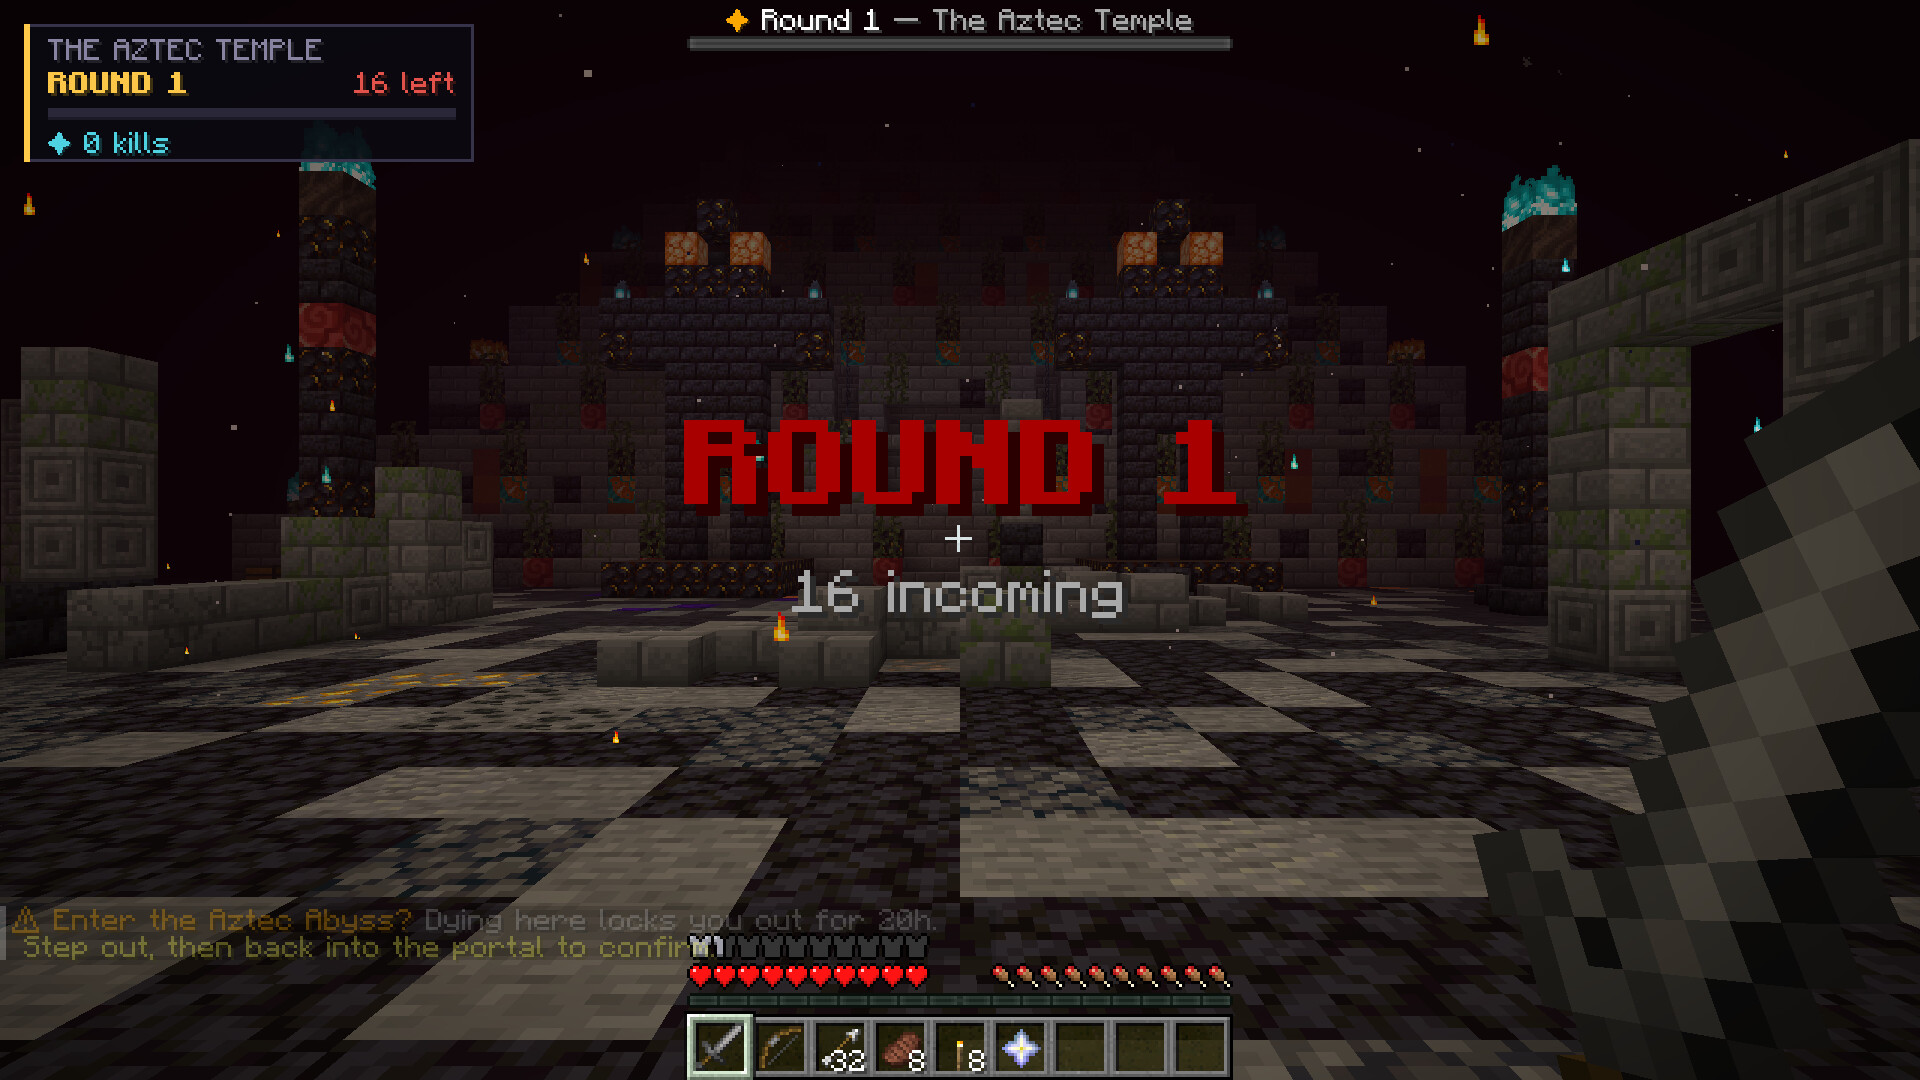 Round 1 — The Aztec Temple
THE AZTEC TEMPLE
ROUND 1 16 left
0 kills
ROUND 1
16 incoming
⚠ Enter the Aztec Abyss? Dying here locks you out for 20h.
Step out, then back into the portal to confirm.
32 8 8